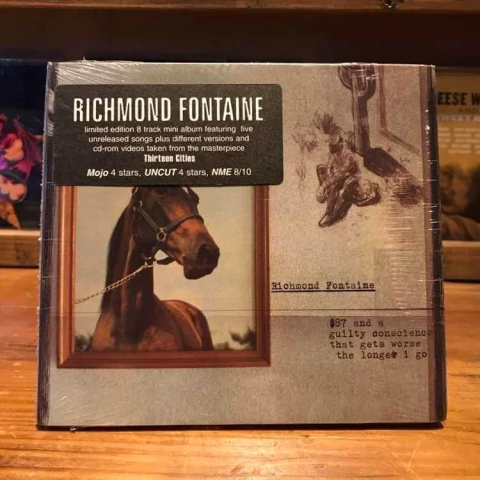 RICHMOND FONTAINE
limited edition 8 track mini album featuring five
unreleased songs plus different versions and
cd-rom videos taken from the masterpiece
Thirteen Cities
Mojo 4 stars, UNCUT 4 stars, NME 8/10
EESE W
Richmond Fontaine
$87 and a
guilty conscience
that gets worse
the longer i go